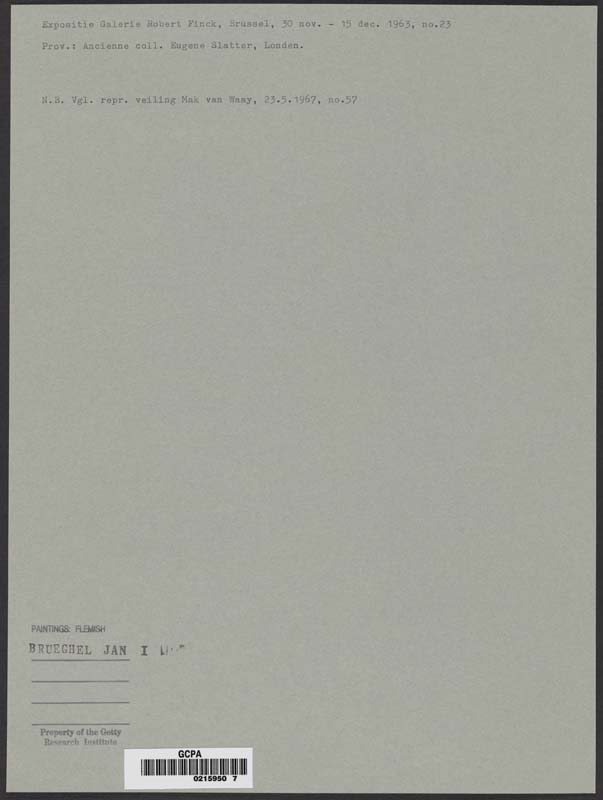 Expositie Galerie Robert Finck, Brussel, 30 nov. - 15 dec. 1963, no.23
Prov.: Ancienne coll. Eugene Slatter, Londen.
N.B. Vgl. repr. veiling Mak van Waay, 23.5.1967, no.57
PAINTINGS: FLEMISH
BRUEGHEL JAN I
Property of the Getty
Research Institute
GCPA
0215950 7